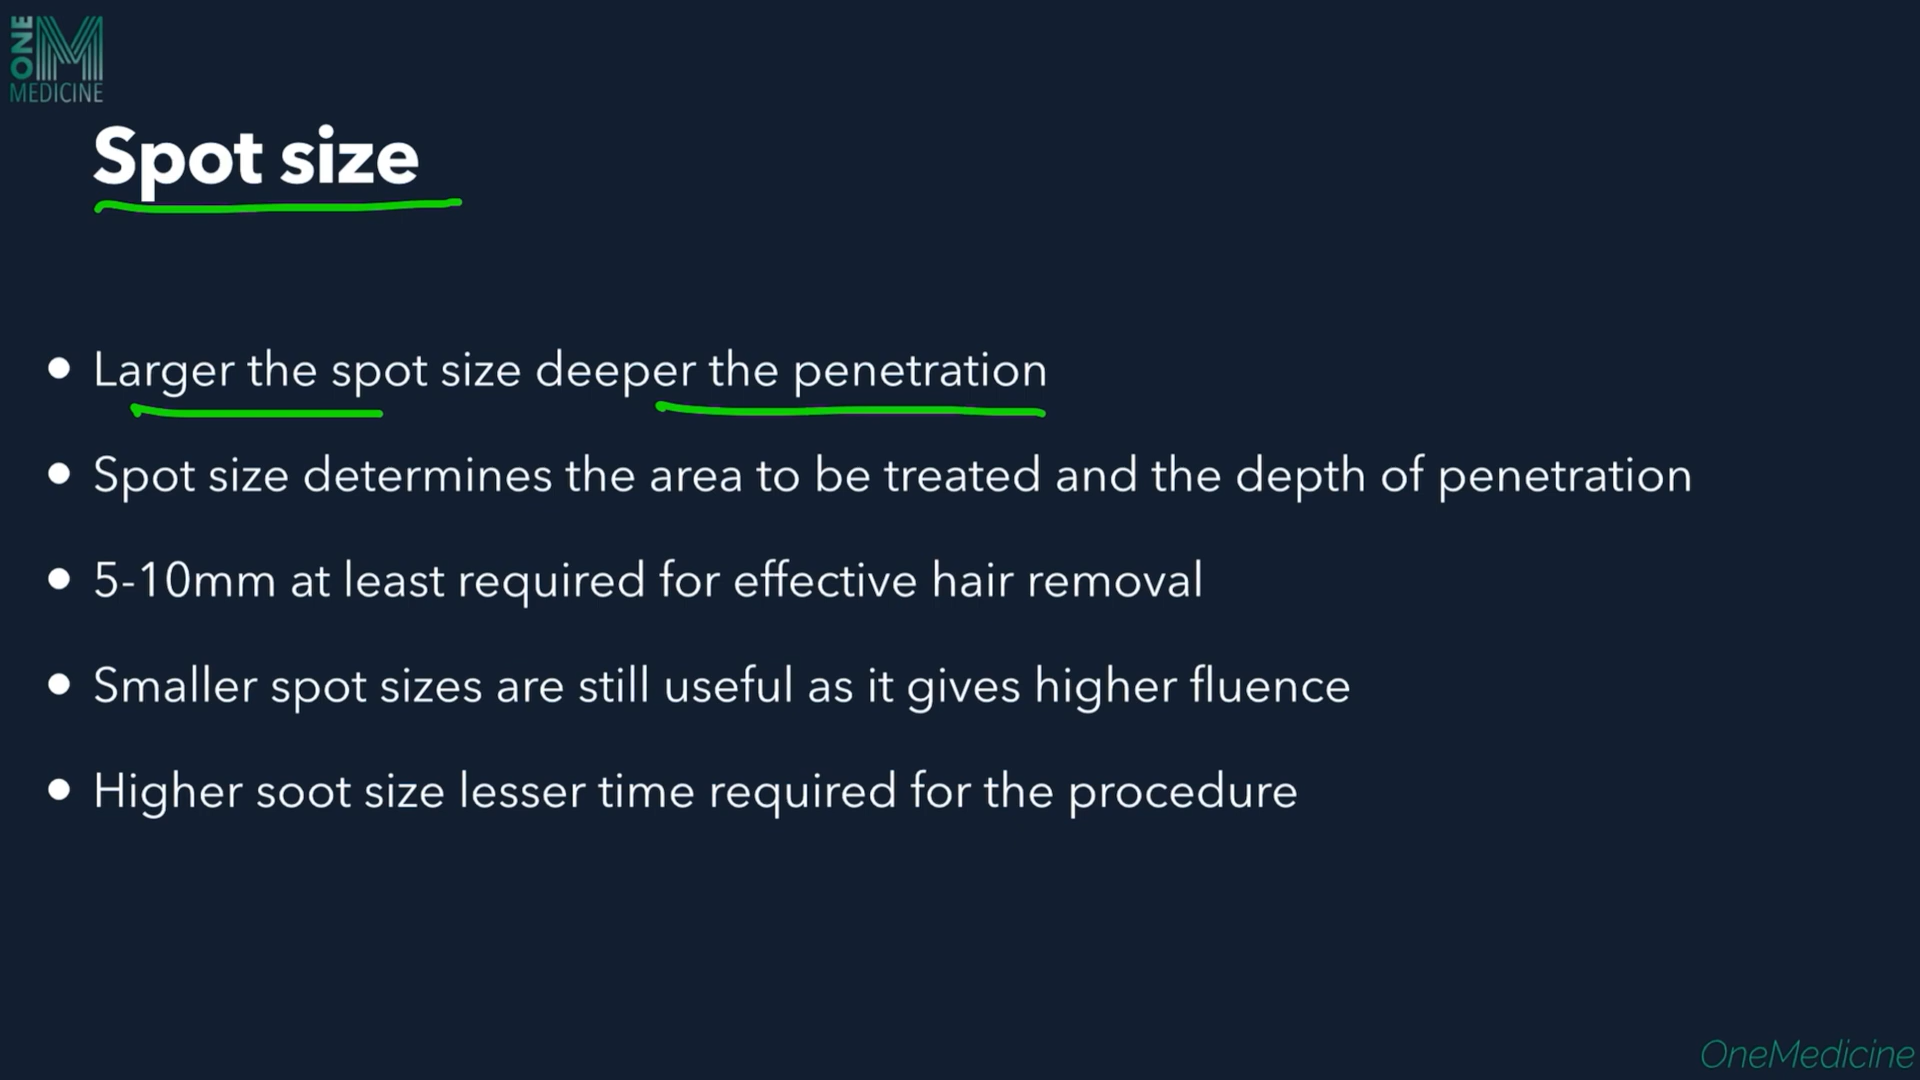 ONE
M
MEDICINE
Spot size
• Larger the spot size deeper the penetration
• Spot size determines the area to be treated and the depth of penetration
• 5-10mm at least required for effective hair removal
• Smaller spot sizes are still useful as it gives higher fluence
• Higher soot size lesser time required for the procedure
OneMedicine